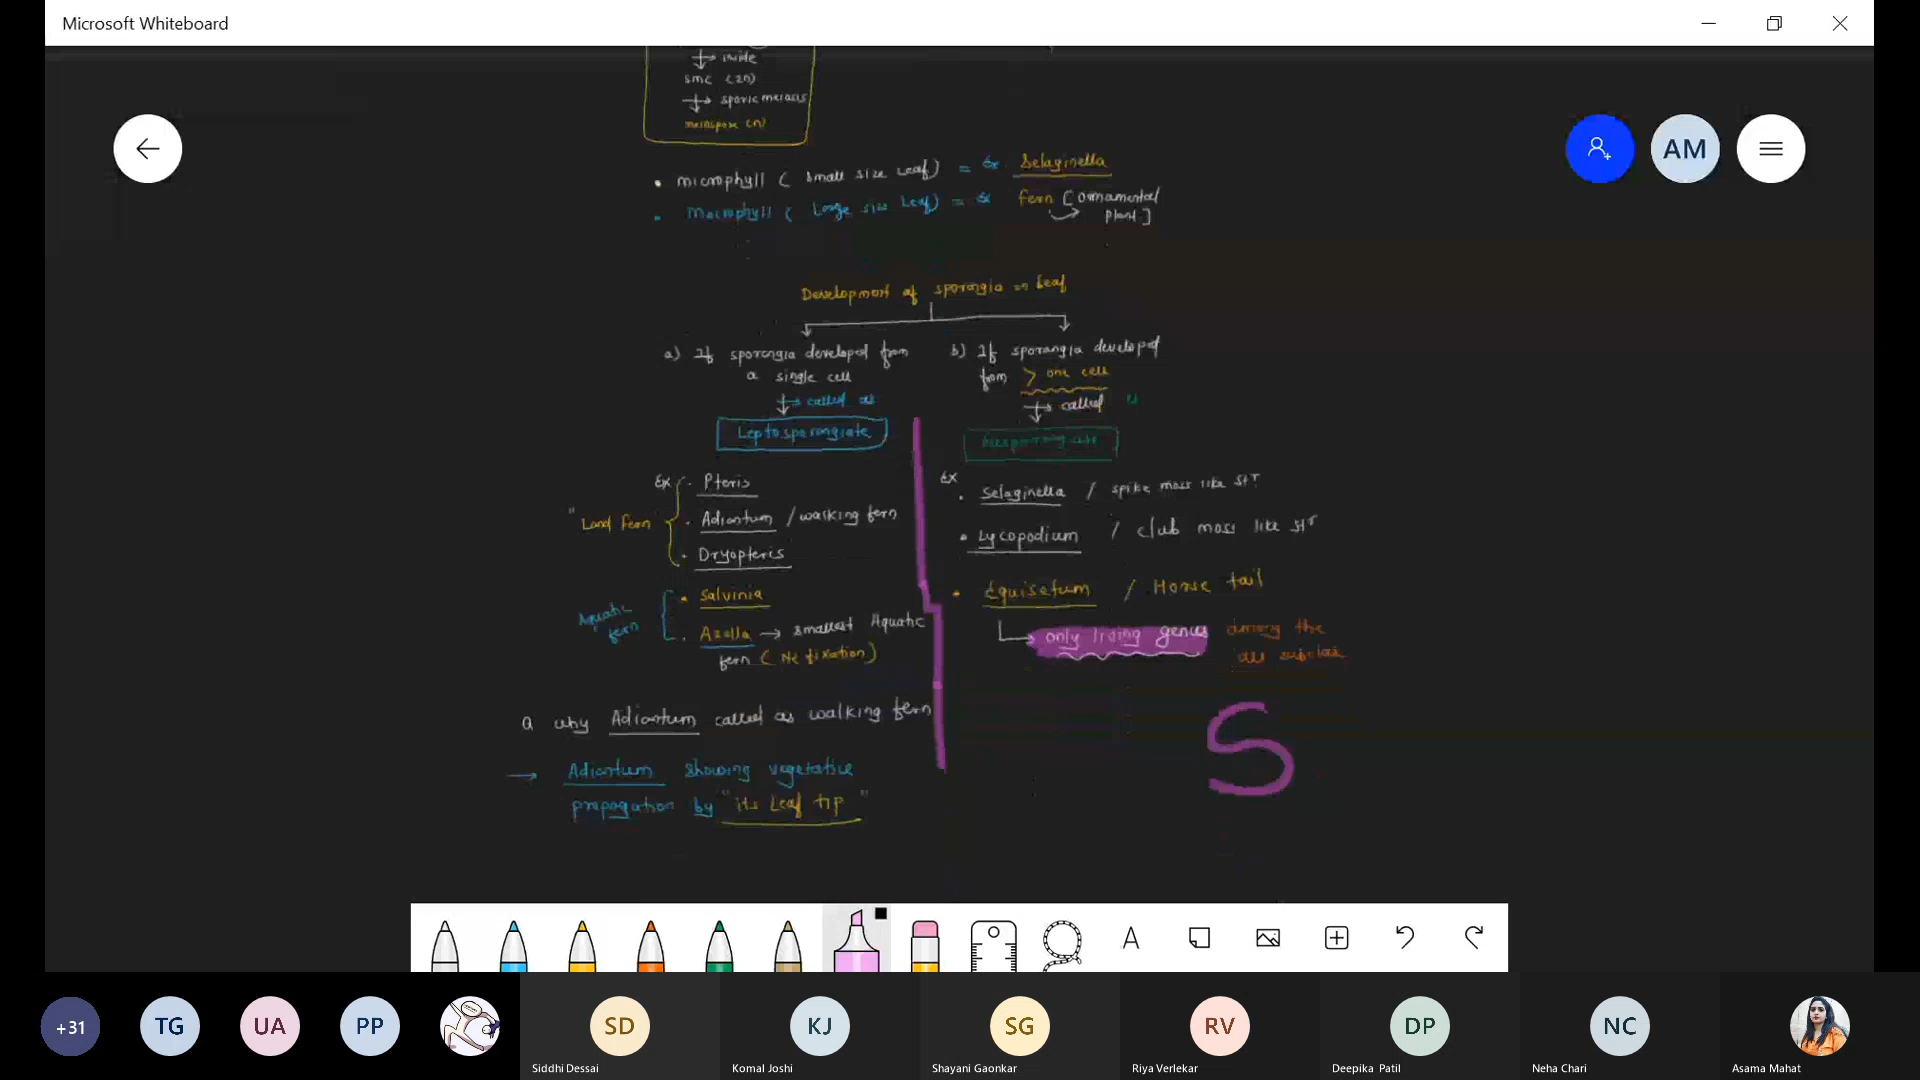 Microsoft Whiteboard
inside
smc (2n)
sporic meiosis
meiospore (n)
AM
• microphyll ( small size Leaf) = Ex. Selaginella
• Macrophyll ( Large size Leaf) = Ex fern [ornamental
plant]
Development of sporangia on Leaf
a) If sporangia developed from
a single cell
called as
Leptosporangiate
b) If sporangia developed
from > one cell
called
Ex
• Pteris
"Land fern
• Adiantum / walking fern
• Dryopteris
Aquatic
fern
• Salvinia
• Azolla → smallest Aquatic
fern ( N2 fixation)
Ex
• Selaginella / spike moss like str
• Lycopodium / club moss like str
• Equisetum / Horse tail
only living genus among the
all
Q why Adiantum called as walking fern
→ Adiantum showing vegetative
propagation by "its Leaf tip"
S
+31
TG
UA
PP
SD
Siddhi Dessai
KJ
Komal Joshi
SG
Shayani Gaonkar
RV
Riya Verlekar
DP
Deepika Patil
NC
Neha Chari
Asama Mahat